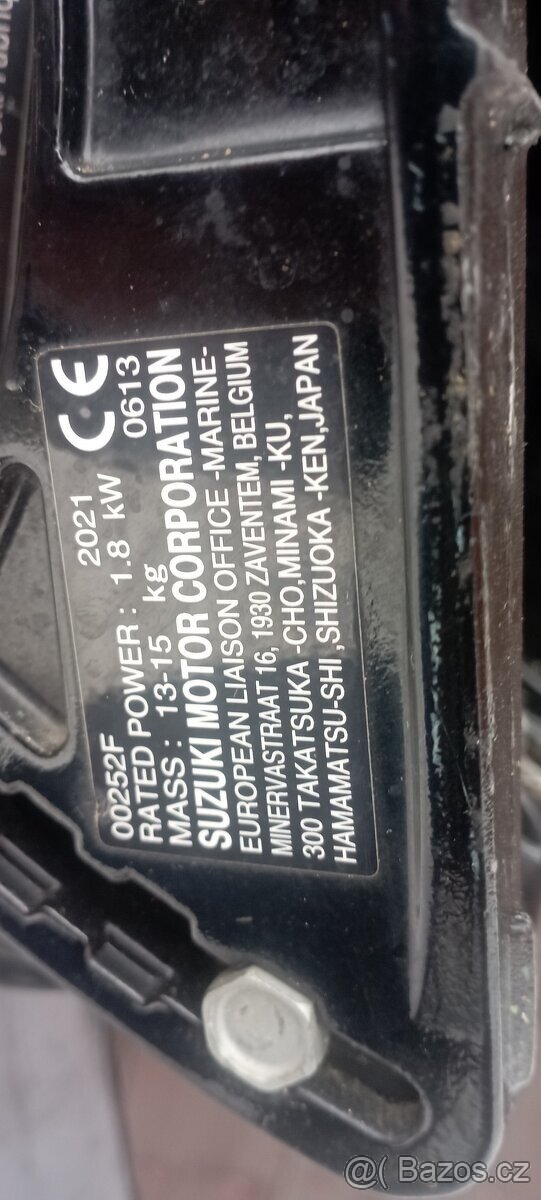 00252F 2021
RATED POWER : 1.8 kW CE
MASS : 13-15 kg 0613
SUZUKI MOTOR CORPORATION
EUROPEAN LIAISON OFFICE -MARINE-
MINERVASTRAAT 16, 1930 ZAVENTEM, BELGIUM
300 TAKATSUKA -CHO,MINAMI -KU,
HAMAMATSU-SHI ,SHIZUOKA -KEN,JAPAN
@( Bazos.cz